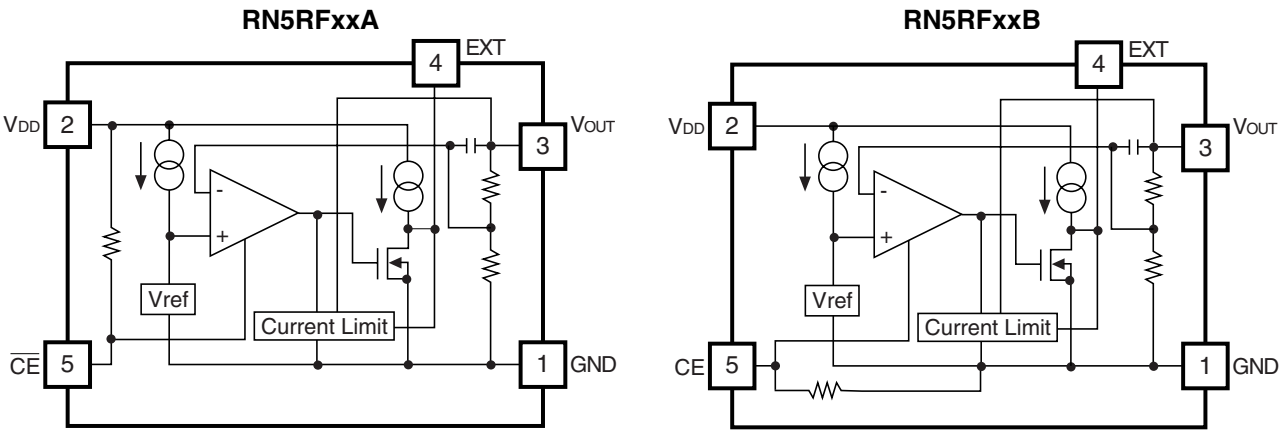 RN5RFxxA
4
EXT
VDD
2
3
VOUT
-
+
Vref
Current Limit
C̅E̅
5
1
GND
RN5RFxxB
4
EXT
VDD
2
3
VOUT
-
+
Vref
Current Limit
CE
5
1
GND